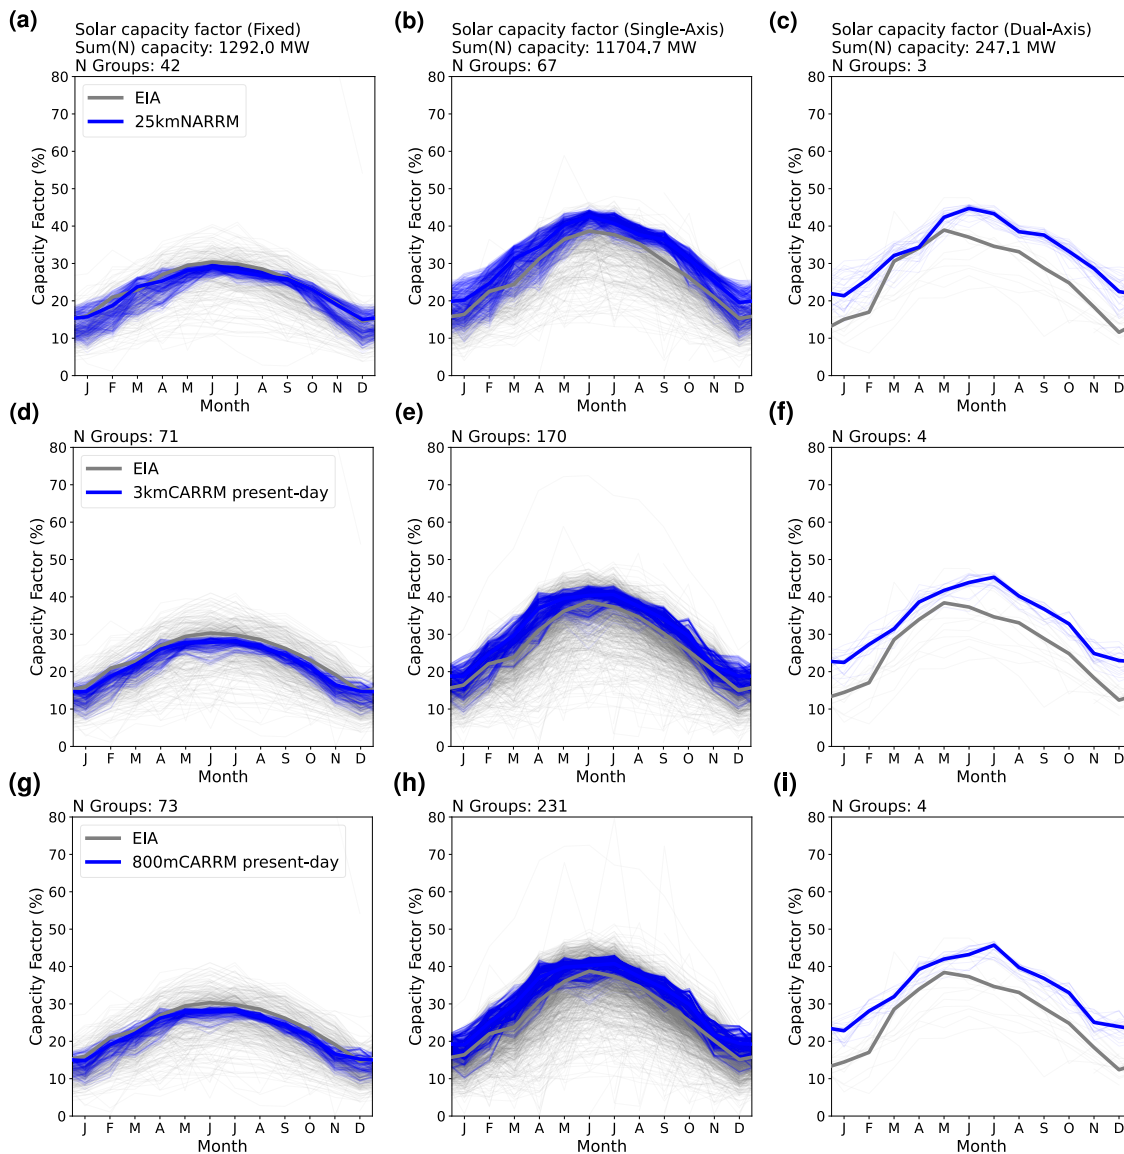 (a)
Solar capacity factor (Fixed)
Sum(N) capacity: 1292.0 MW
N Groups: 42
80
70
60
50
40
30
20
10
0
Capacity Factor (%)
EIA
25kmNARRM
J F M A M J J A S O N D
Month
(b)
Solar capacity factor (Single-Axis)
Sum(N) capacity: 11704.7 MW
N Groups: 67
80
70
60
50
40
30
20
10
0
Capacity Factor (%)
J F M A M J J A S O N D
Month
(c)
Solar capacity factor (Dual-Axis)
Sum(N) capacity: 247.1 MW
N Groups: 3
80
70
60
50
40
30
20
10
0
Capacity Factor (%)
J F M A M J J A S O N D
Month
(d)
N Groups: 71
80
70
60
50
40
30
20
10
0
Capacity Factor (%)
EIA
3kmCARRM present-day
J F M A M J J A S O N D
Month
(e)
N Groups: 170
80
70
60
50
40
30
20
10
0
Capacity Factor (%)
J F M A M J J A S O N D
Month
(f)
N Groups: 4
80
70
60
50
40
30
20
10
0
Capacity Factor (%)
J F M A M J J A S O N D
Month
(g)
N Groups: 73
80
70
60
50
40
30
20
10
0
Capacity Factor (%)
EIA
800mCARRM present-day
J F M A M J J A S O N D
Month
(h)
N Groups: 231
80
70
60
50
40
30
20
10
0
Capacity Factor (%)
J F M A M J J A S O N D
Month
(i)
N Groups: 4
80
70
60
50
40
30
20
10
0
Capacity Factor (%)
J F M A M J J A S O N D
Month